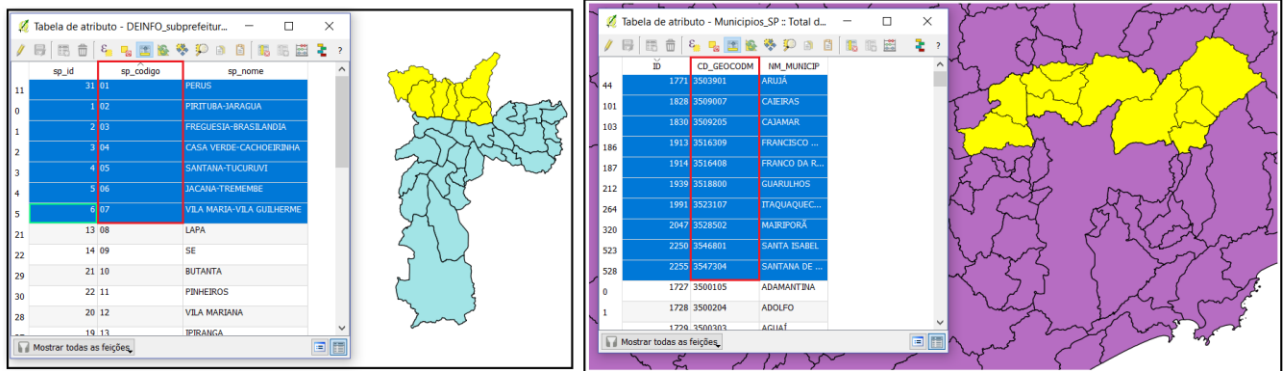 Tabela de atributo - DEINFO_subprefeitur...
sp_id sp_codigo sp_nome
11 31 01 PERUS
0 1 02 PIRITUBA-JARAGUA
1 2 03 FREGUESIA-BRASILANDIA
2 3 04 CASA VERDE-CACHOEIRINHA
3 4 05 SANTANA-TUCURUVI
4 5 06 JACANA-TREMEMBE
5 6 07 VILA MARIA-VILA GUILHERME
21 13 08 LAPA
22 14 09 SE
29 21 10 BUTANTA
30 22 11 PINHEIROS
28 20 12 VILA MARIANA
19 13 IPIRANGA
Mostrar todas as feições
Tabela de atributo - Municipios_SP :: Total d...
ID CD_GEOCODM NM_MUNICIP
44 1771 3503901 ARUJÁ
101 1828 3509007 CAIEIRAS
103 1830 3509205 CAJAMAR
186 1913 3516309 FRANCISCO ...
187 1914 3516408 FRANCO DA R...
212 1939 3518800 GUARULHOS
264 1991 3523107 ITAQUAQUEC...
320 2047 3528502 MAIRIPORÃ
523 2250 3546801 SANTA ISABEL
528 2255 3547304 SANTANA DE ...
0 1727 3500105 ADAMANTINA
1 1728 3500204 ADOLFO
1729 3500303 AGUAÍ
Mostrar todas as feições